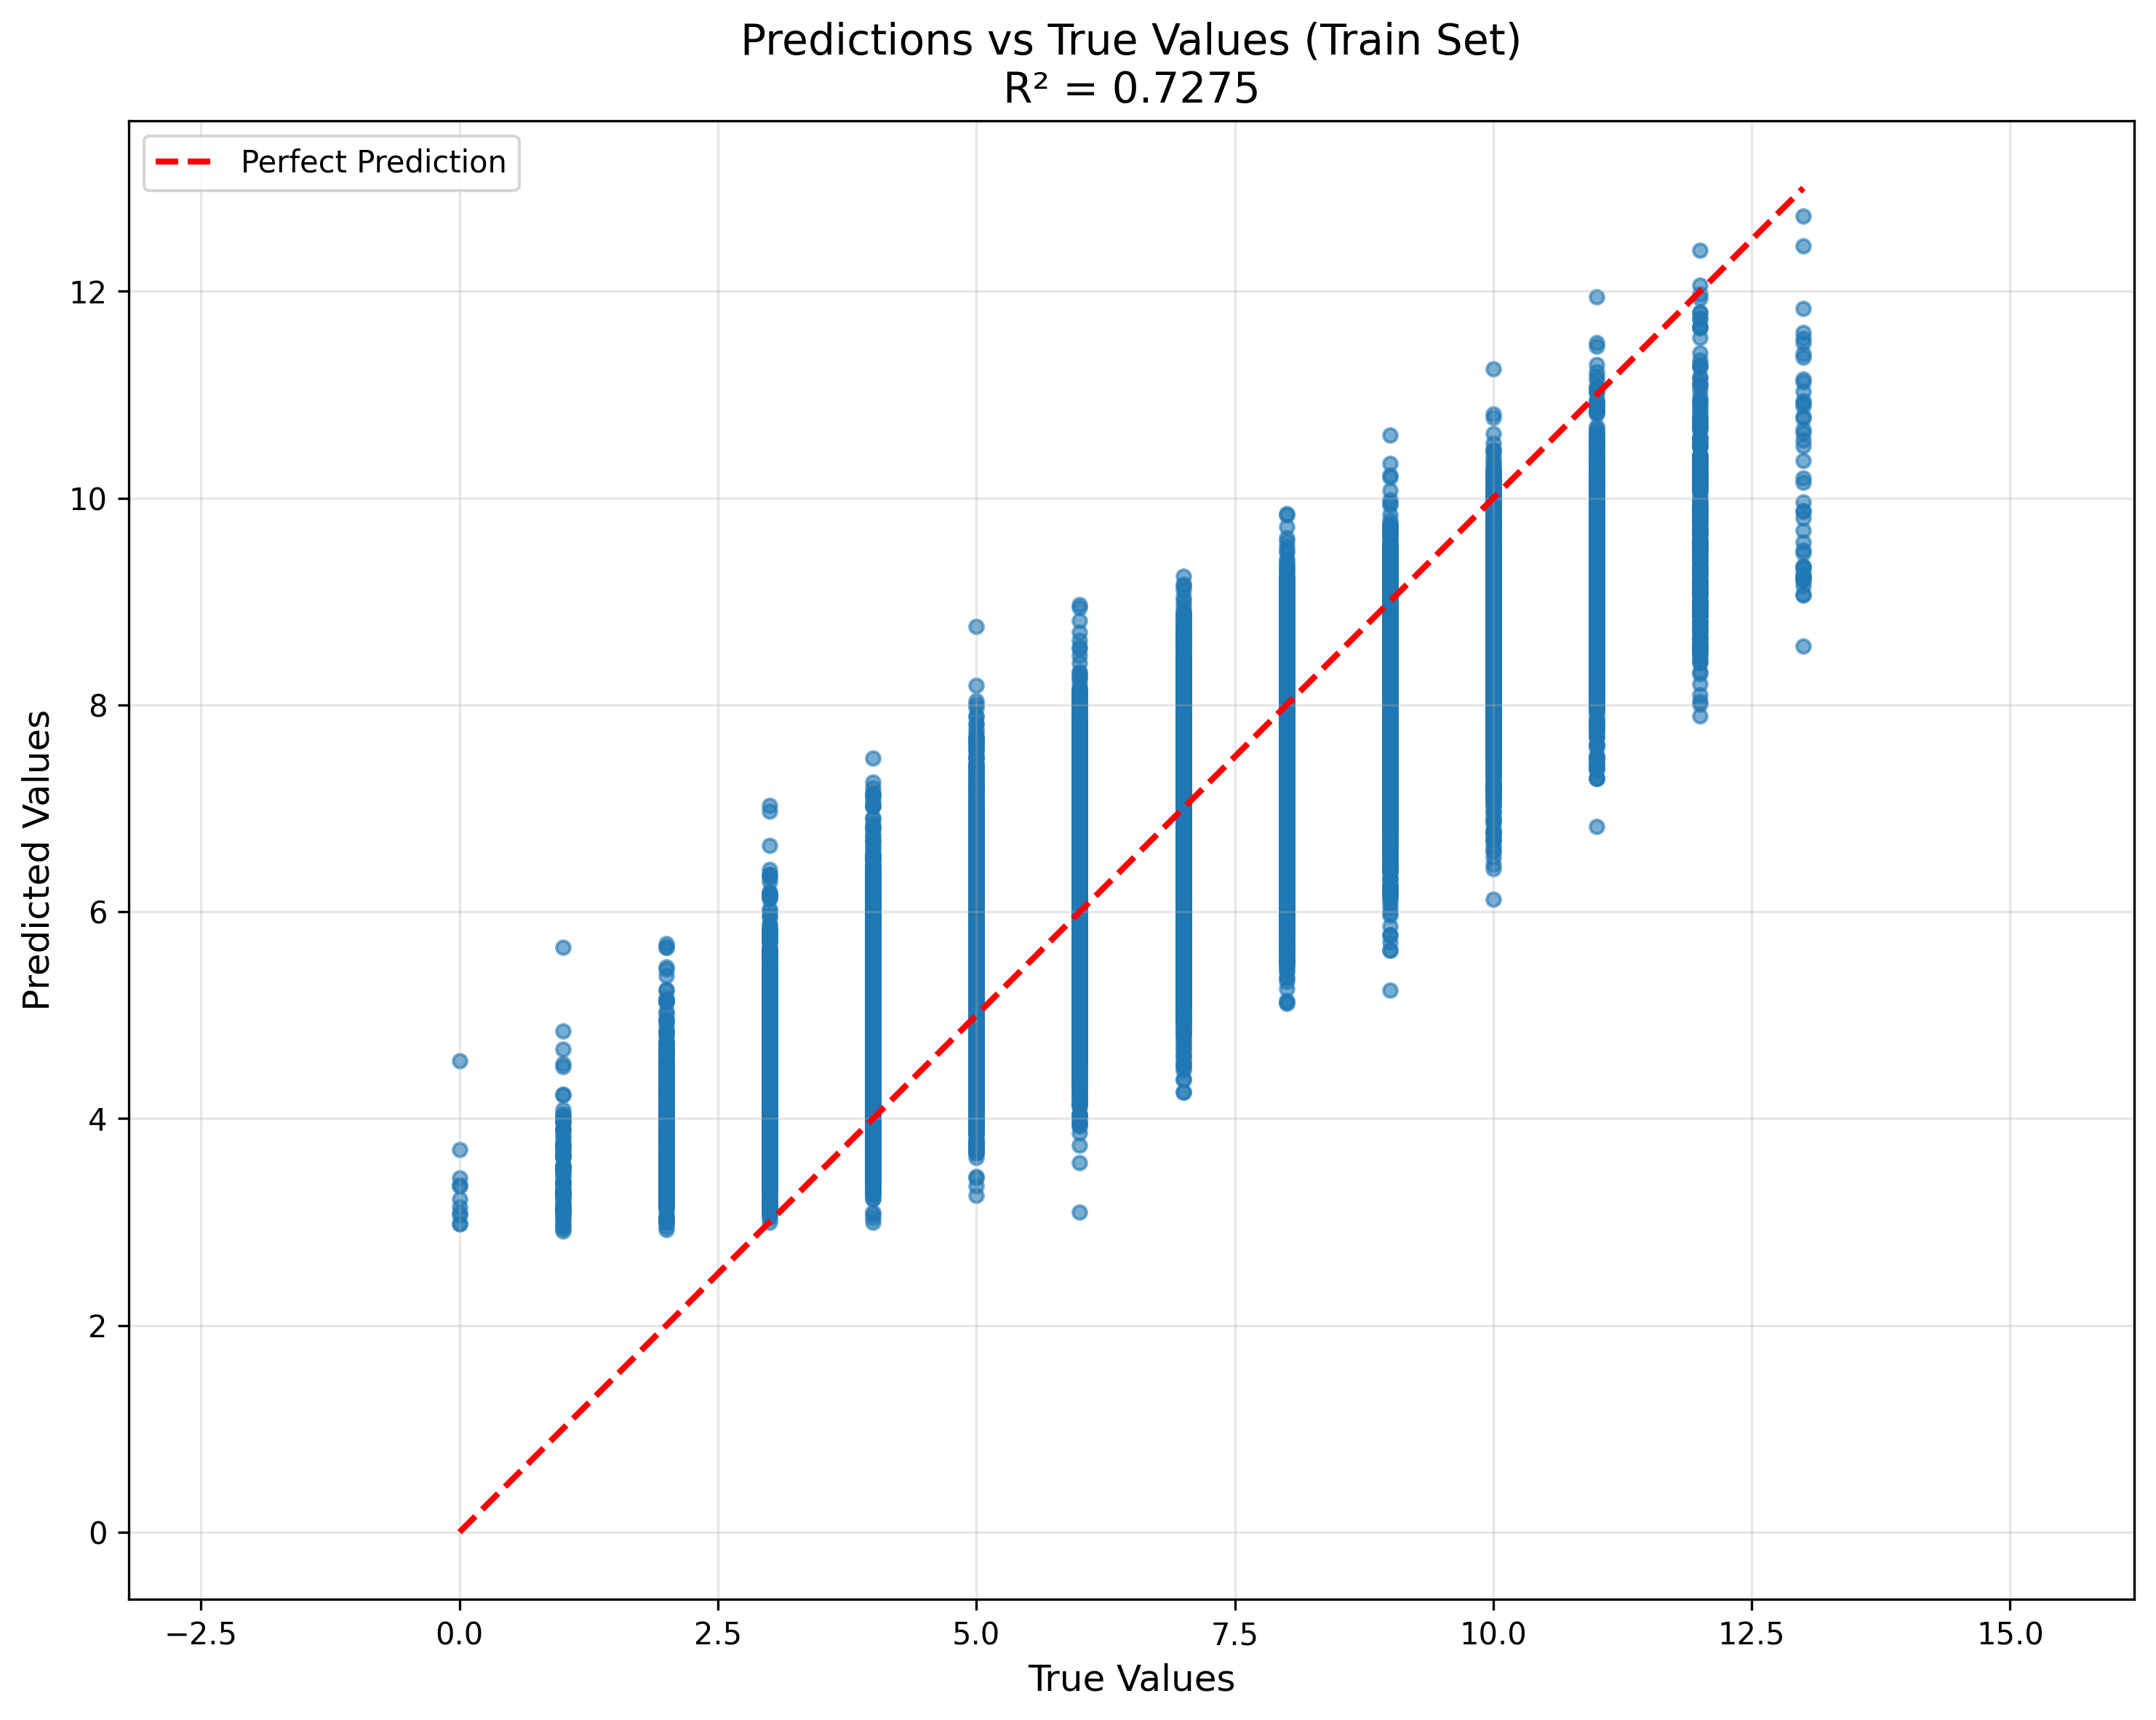 Predictions vs True Values (Train Set)
R² = 0.7275
Perfect Prediction
12
10
8
6
4
2
0
Predicted Values
−2.5 0.0 2.5 5.0 7.5 10.0 12.5 15.0
True Values